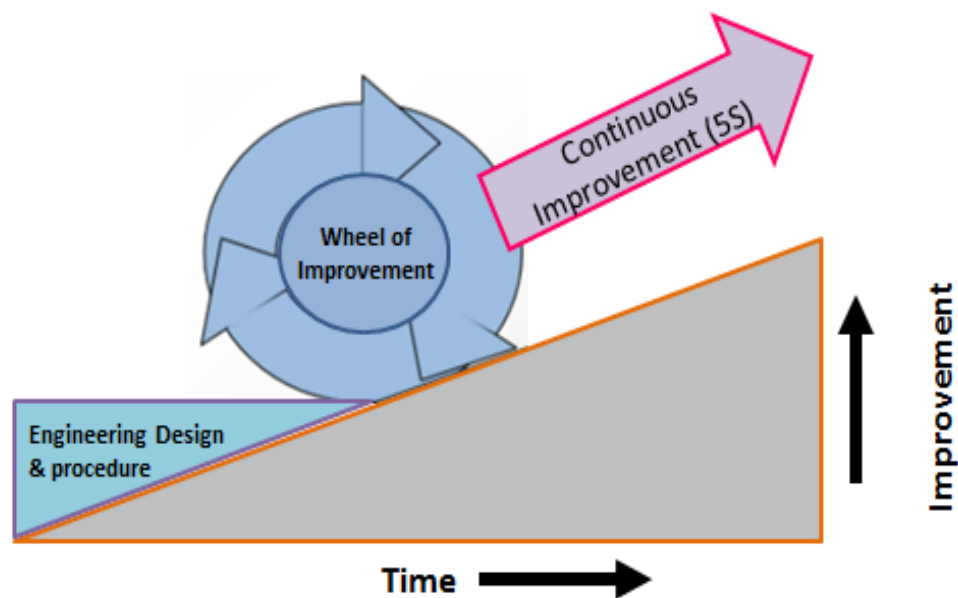 Continuous
Improvement (5S)
Wheel of
Improvement
Engineering Design
& procedure
Improvement
Time